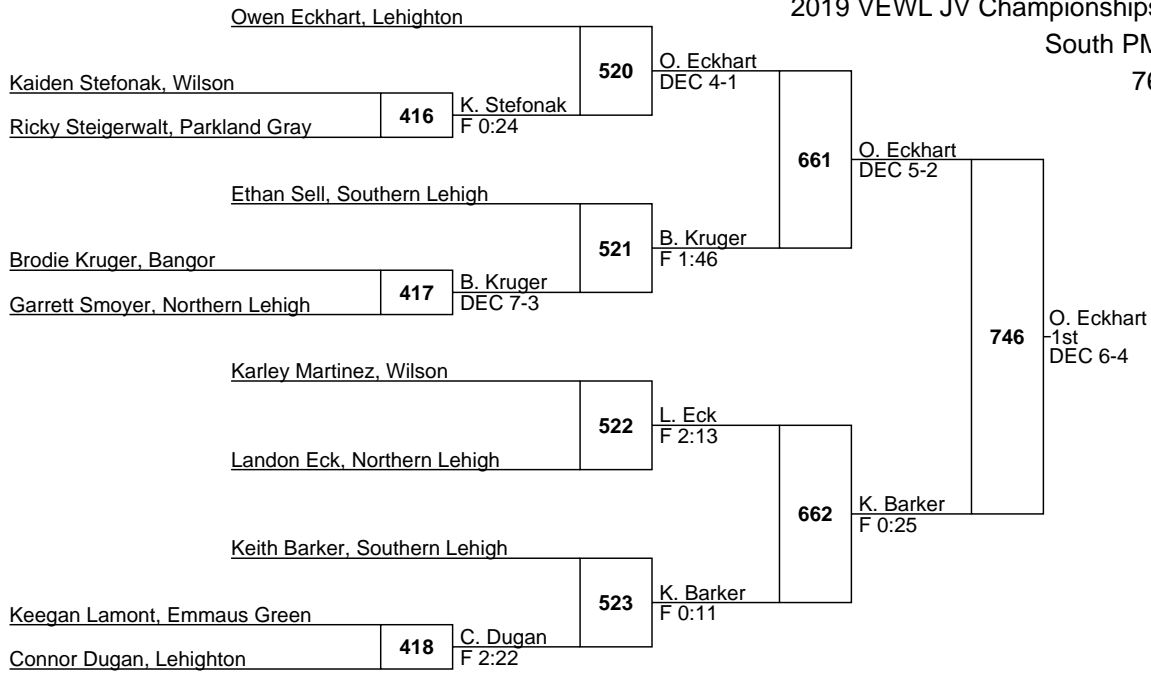 2019 VEWL JV Championships
South PM
76
Owen Eckhart, Lehighton
520
O. Eckhart
DEC 4-1
Kaiden Stefonak, Wilson
416
K. Stefonak
F 0:24
Ricky Steigerwalt, Parkland Gray
661
O. Eckhart
DEC 5-2
Ethan Sell, Southern Lehigh
521
B. Kruger
F 1:46
Brodie Kruger, Bangor
417
B. Kruger
DEC 7-3
Garrett Smoyer, Northern Lehigh
746
O. Eckhart
1st
DEC 6-4
Karley Martinez, Wilson
522
L. Eck
F 2:13
Landon Eck, Northern Lehigh
662
K. Barker
F 0:25
Keith Barker, Southern Lehigh
523
K. Barker
F 0:11
Keegan Lamont, Emmaus Green
418
C. Dugan
F 2:22
Connor Dugan, Lehighton